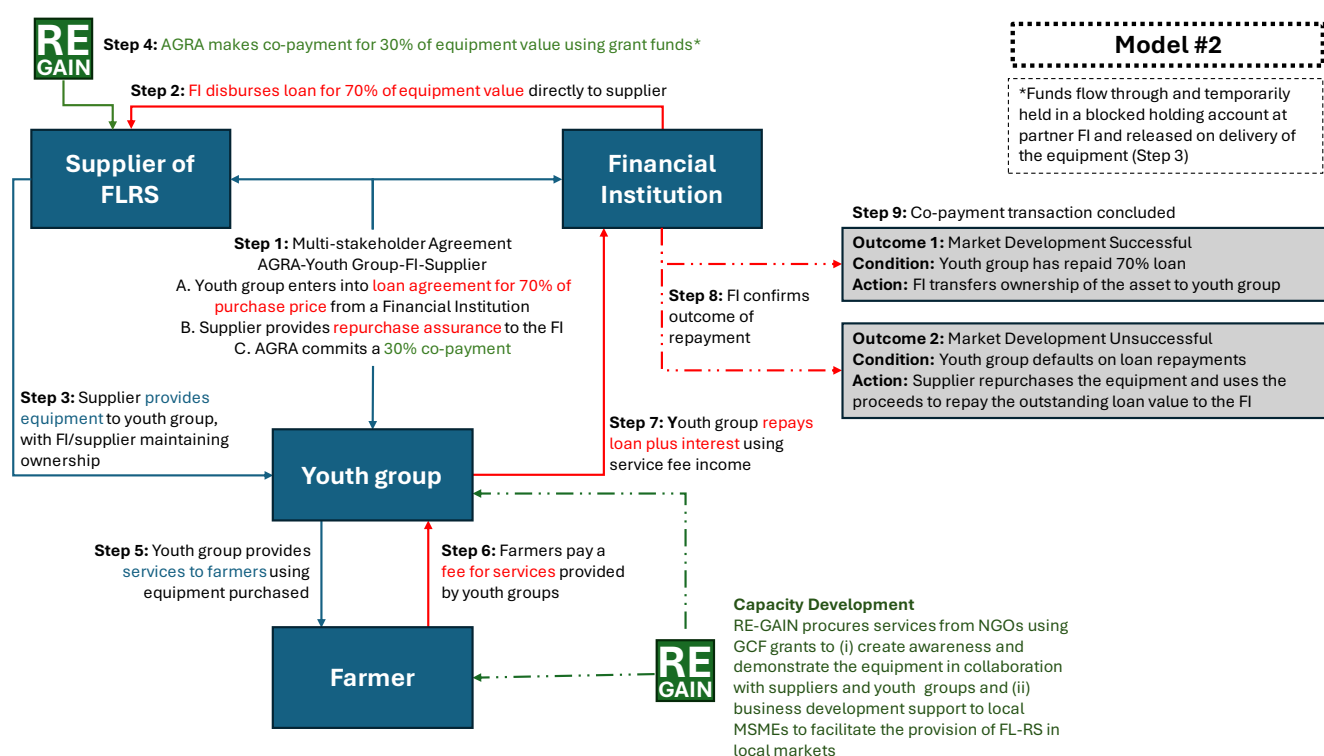 RE
GAIN
Step 4: AGRA makes co-payment for 30% of equipment value using grant funds*
Model #2
Step 2: FI disburses loan for 70% of equipment value directly to supplier
*Funds flow through and temporarily
held in a blocked holding account at
partner FI and released on delivery of
the equipment (Step 3)
Supplier of
FLRS
Financial
Institution
Step 1: Multi-stakeholder Agreement
AGRA-Youth Group-FI-Supplier
A. Youth group enters into loan agreement for 70% of
purchase price from a Financial Institution
B. Supplier provides repurchase assurance to the FI
C. AGRA commits a 30% co-payment
Step 9: Co-payment transaction concluded
Outcome 1: Market Development Successful
Condition: Youth group has repaid 70% loan
Action: FI transfers ownership of the asset to youth group
Step 8: FI confirms
outcome of
repayment
Outcome 2: Market Development Unsuccessful
Condition: Youth group defaults on loan repayments
Action: Supplier repurchases the equipment and uses the
proceeds to repay the outstanding loan value to the FI
Step 3: Supplier provides
equipment to youth group,
with FI/supplier maintaining
ownership
Step 7: Youth group repays
loan plus interest using
service fee income
Youth group
Step 5: Youth group provides
services to farmers using
equipment purchased
Step 6: Farmers pay a
fee for services provided
by youth groups
Farmer
RE
GAIN
Capacity Development
RE-GAIN procures services from NGOs using
GCF grants to (i) create awareness and
demonstrate the equipment in collaboration
with suppliers and youth groups and (ii)
business development support to local
MSMEs to facilitate the provision of FL-RS in
local markets